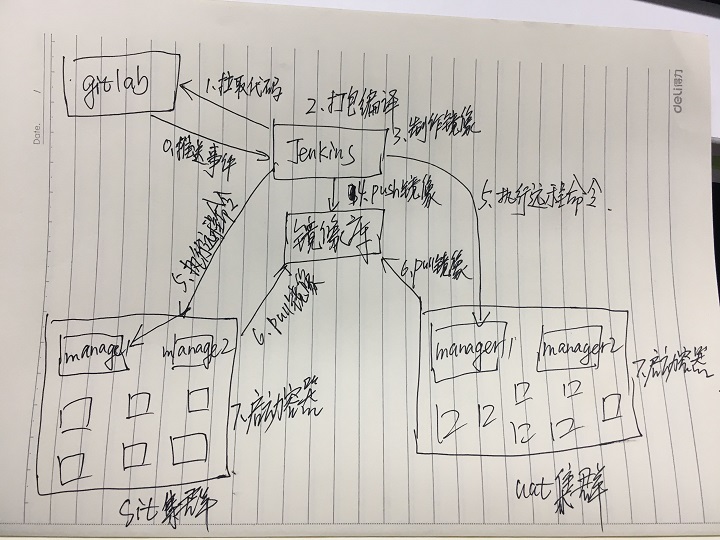 Date. /
deli得力
gitlab
1.拉取代码
2.打包编译
3.制作镜像
0.推送事件
Jenkins
4.push镜像
5.执行远程命令
5.执行远程命令.
镜像库
6.pull镜像
6.pull镜像
manager1
manage2
manager1
manager2
7.启动容器
7.启动容器
Sit集群
uat集群